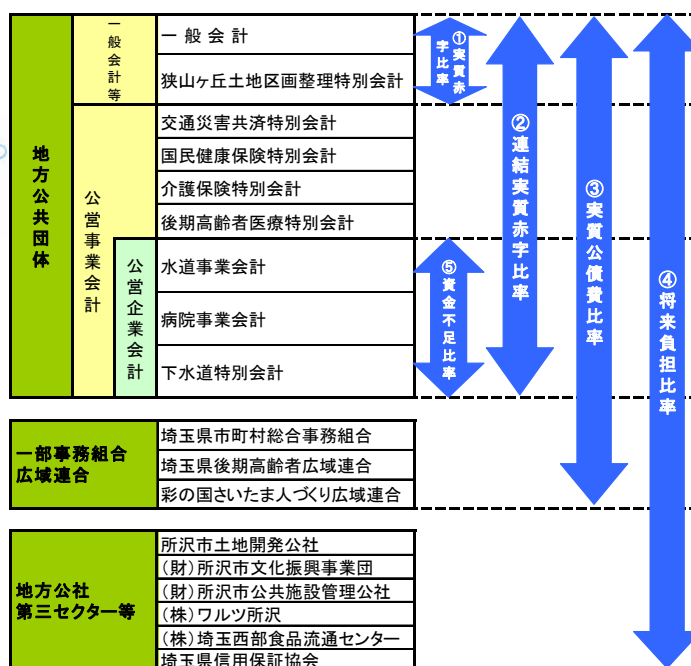 地方公共団体
一般会計等
一般会計
狭山ヶ丘土地区画整理特別会計
公営事業会計
交通災害共済特別会計
国民健康保険特別会計
介護保険特別会計
後期高齢者医療特別会計
公営企業会計
水道事業会計
病院事業会計
下水道特別会計
①実質赤
字比率
②連結実質赤字比率
③実質公債費比率
④将来負担比率
⑤資金不足比率
一部事務組合
広域連合
埼玉県市町村総合事務組合
埼玉県後期高齢者広域連合
彩の国さいたま人づくり広域連合
地方公社
第三セクター等
所沢市土地開発公社
(財)所沢市文化振興事業団
(財)所沢市公共施設管理公社
(株)ワルツ所沢
(株)埼玉西部食品流通センター
埼玉県信用保証協会